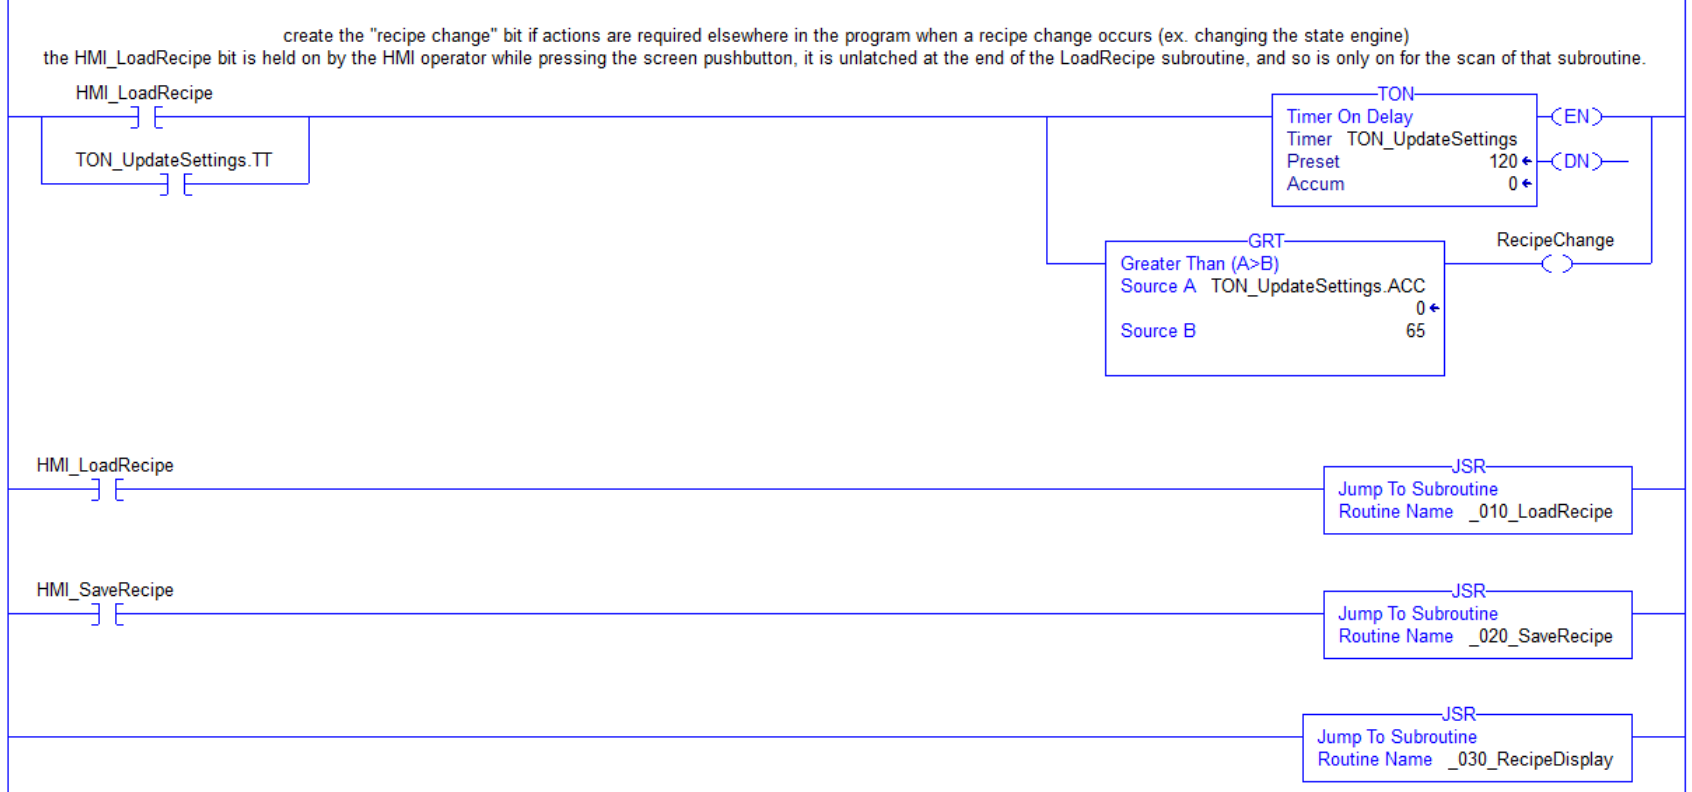 create the "recipe change" bit if actions are required elsewhere in the program when a recipe change occurs (ex. changing the state engine)
the HMI_LoadRecipe bit is held on by the HMI operator while pressing the screen pushbutton, it is unlatched at the end of the LoadRecipe subroutine, and so is only on for the scan of that subroutine.
HMI_LoadRecipe
TON_UpdateSettings.TT
TON
Timer On Delay
Timer TON_UpdateSettings
Preset 120
Accum 0
EN
DN
GRT
Greater Than (A>B)
Source A TON_UpdateSettings.ACC
0
Source B 65
RecipeChange
HMI_LoadRecipe
JSR
Jump To Subroutine
Routine Name _010_LoadRecipe
HMI_SaveRecipe
JSR
Jump To Subroutine
Routine Name _020_SaveRecipe
JSR
Jump To Subroutine
Routine Name _030_RecipeDisplay